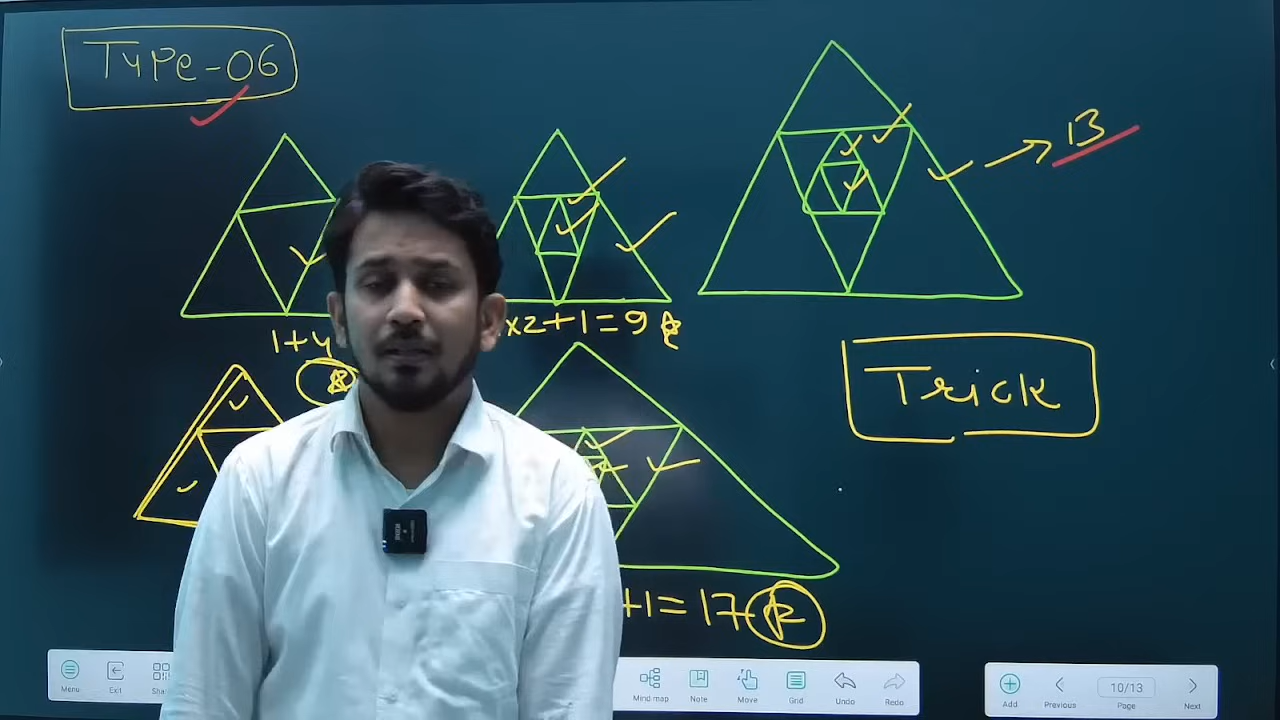 Type-06
13
1+4
x2+1=9
Trick
+1=17
Menu
Exit
Sha
Mind map
Note
Move
Grid
Undo
Redo
Add
Previous
10/13
Page
Next